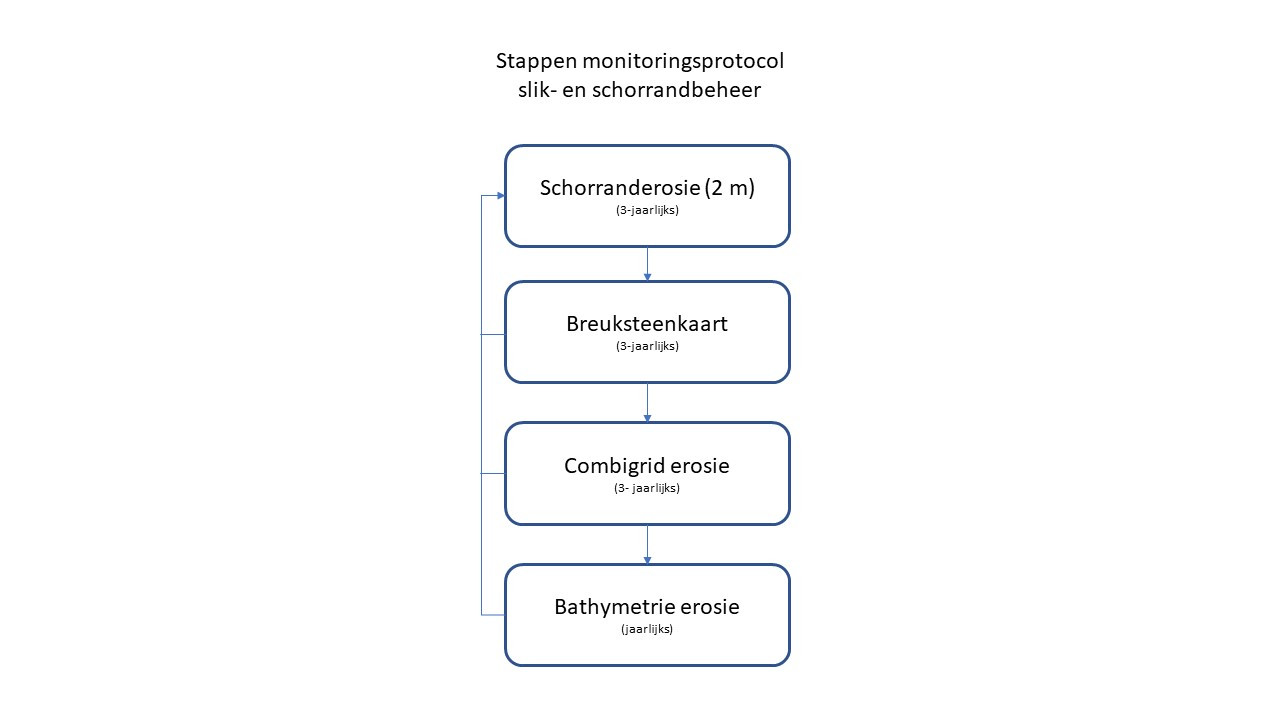 Stappen monitoringsprotocol
slik- en schorrandbeheer
Schorranderosie (2 m)
(3-jaarlijks)
Breuksteenkaart
(3-jaarlijks)
Combigrid erosie
(3- jaarlijks)
Bathymetrie erosie
(jaarlijks)